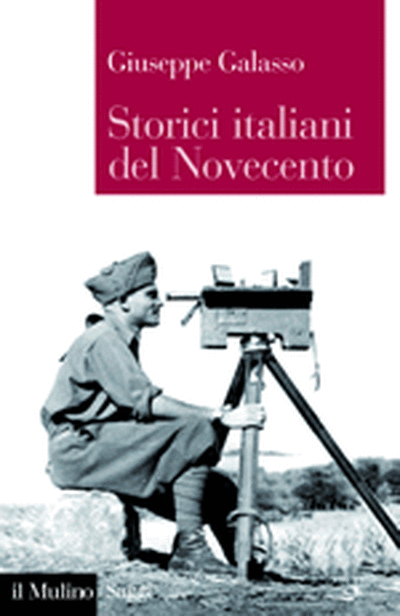 Giuseppe Galasso
Storici italiani
del Novecento
il Mulino Saggi